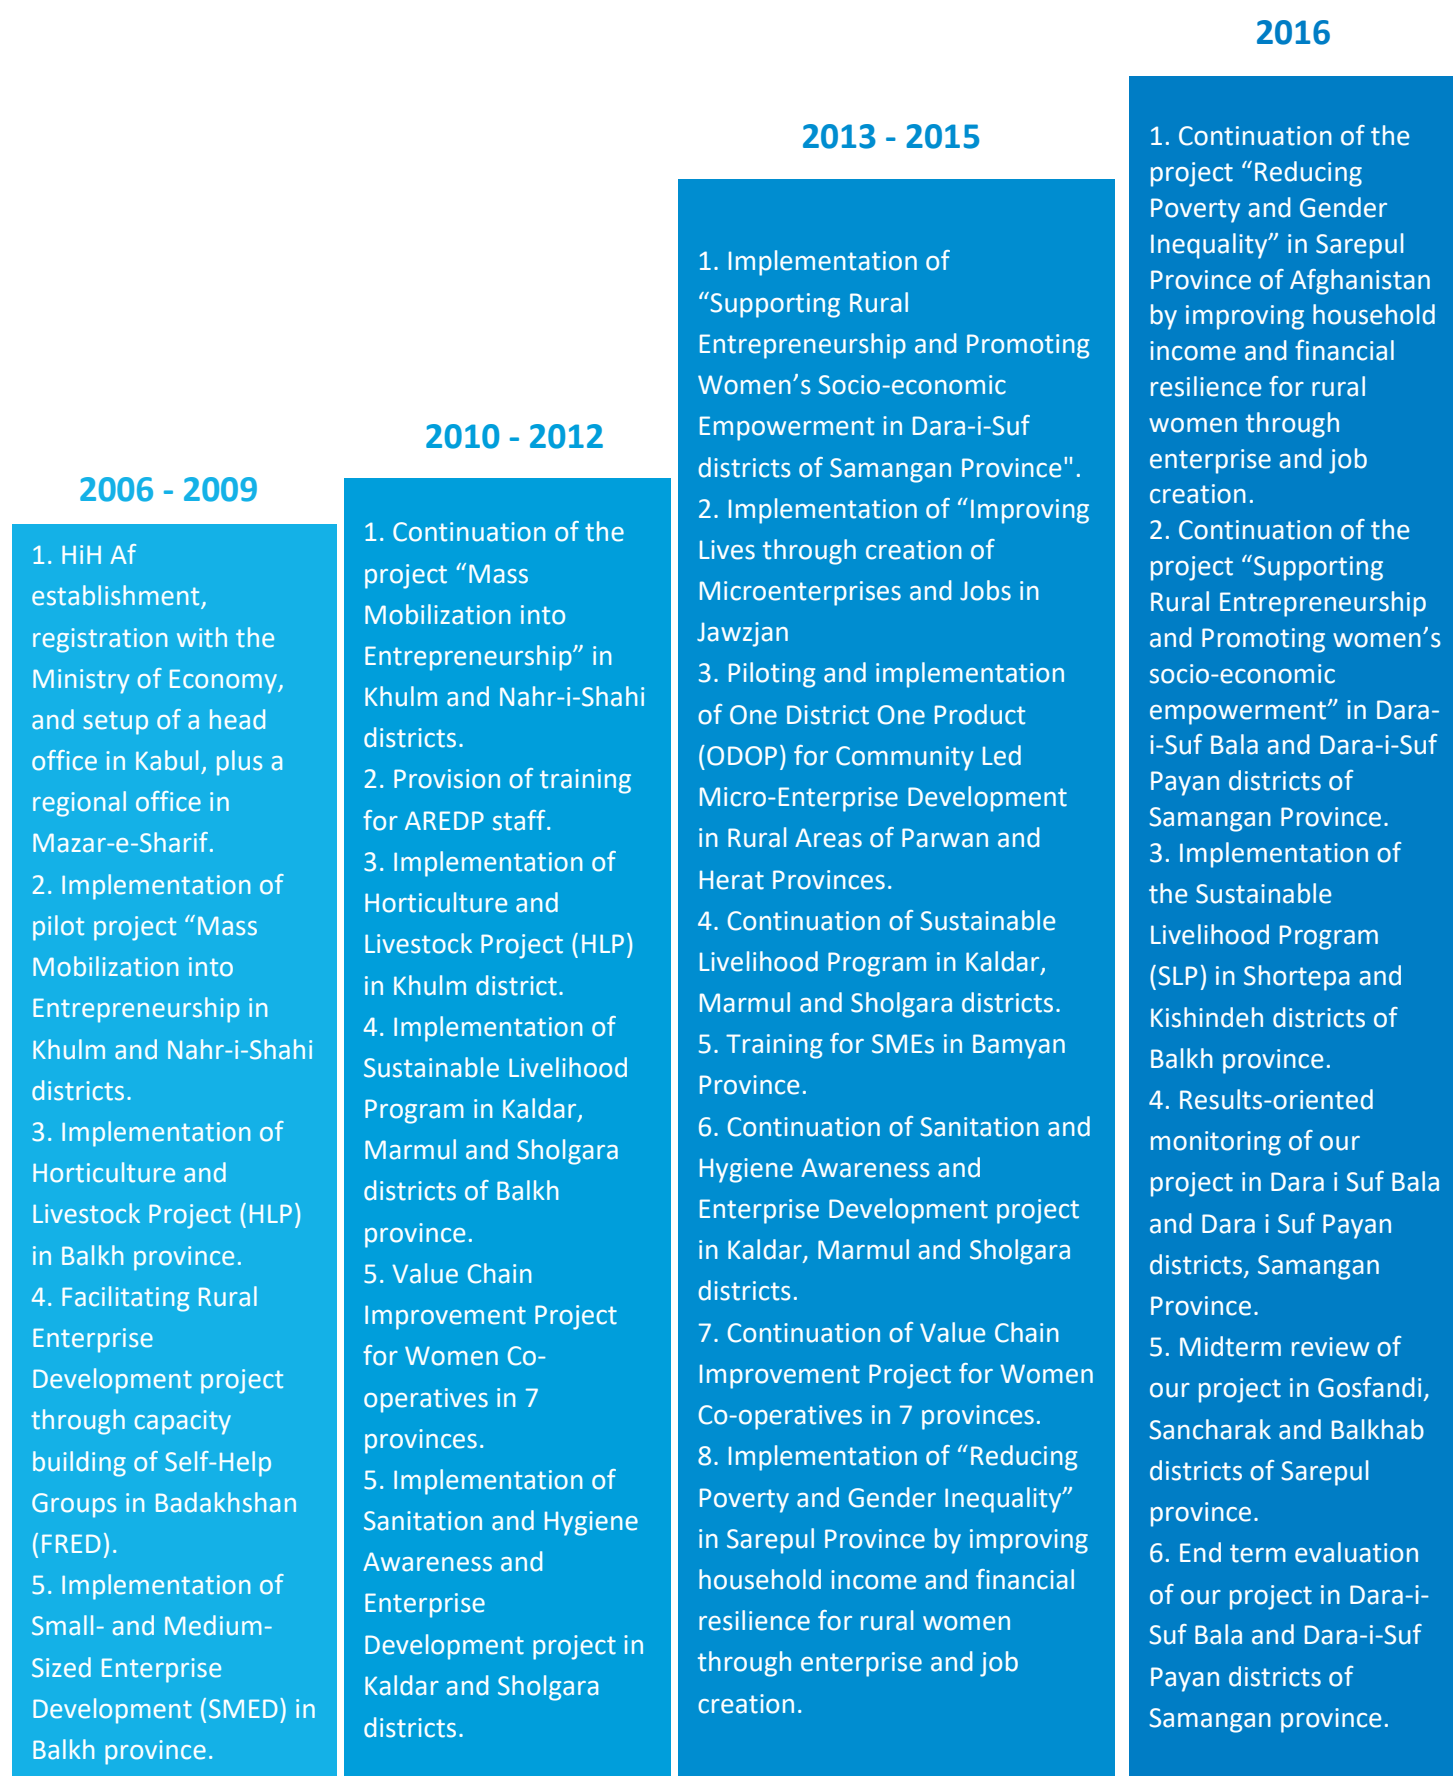 2006 - 2009
1. HiH Af
establishment,
registration with the
Ministry of Economy,
and setup of a head
office in Kabul, plus a
regional office in
Mazar-e-Sharif.
2. Implementation of
pilot project “Mass
Mobilization into
Entrepreneurship in
Khulm and Nahr-i-Shahi
districts.
3. Implementation of
Horticulture and
Livestock Project (HLP)
in Balkh province.
4. Facilitating Rural
Enterprise
Development project
through capacity
building of Self-Help
Groups in Badakhshan
(FRED).
5. Implementation of
Small- and Medium-
Sized Enterprise
Development (SMED) in
Balkh province.
2010 - 2012
1. Continuation of the
project “Mass
Mobilization into
Entrepreneurship” in
Khulm and Nahr-i-Shahi
districts.
2. Provision of training
for AREDP staff.
3. Implementation of
Horticulture and
Livestock Project (HLP)
in Khulm district.
4. Implementation of
Sustainable Livelihood
Program in Kaldar,
Marmul and Sholgara
districts of Balkh
province.
5. Value Chain
Improvement Project
for Women Co-
operatives in 7
provinces.
5. Implementation of
Sanitation and Hygiene
Awareness and
Enterprise
Development project in
Kaldar and Sholgara
districts.
2013 - 2015
1. Implementation of
“Supporting Rural
Entrepreneurship and Promoting
Women’s Socio-economic
Empowerment in Dara-i-Suf
districts of Samangan Province".
2. Implementation of “Improving
Lives through creation of
Microenterprises and Jobs in
Jawzjan
3. Piloting and implementation
of One District One Product
(ODOP) for Community Led
Micro-Enterprise Development
in Rural Areas of Parwan and
Herat Provinces.
4. Continuation of Sustainable
Livelihood Program in Kaldar,
Marmul and Sholgara districts.
5. Training for SMEs in Bamyan
Province.
6. Continuation of Sanitation and
Hygiene Awareness and
Enterprise Development project
in Kaldar, Marmul and Sholgara
districts.
7. Continuation of Value Chain
Improvement Project for Women
Co-operatives in 7 provinces.
8. Implementation of “Reducing
Poverty and Gender Inequality”
in Sarepul Province by improving
household income and financial
resilience for rural women
through enterprise and job
creation.
2016
1. Continuation of the
project “Reducing
Poverty and Gender
Inequality” in Sarepul
Province of Afghanistan
by improving household
income and financial
resilience for rural
women through
enterprise and job
creation.
2. Continuation of the
project “Supporting
Rural Entrepreneurship
and Promoting women’s
socio-economic
empowerment” in Dara-
i-Suf Bala and Dara-i-Suf
Payan districts of
Samangan Province.
3. Implementation of
the Sustainable
Livelihood Program
(SLP) in Shortepa and
Kishindeh districts of
Balkh province.
4. Results-oriented
monitoring of our
project in Dara i Suf Bala
and Dara i Suf Payan
districts, Samangan
Province.
5. Midterm review of
our project in Gosfandi,
Sancharak and Balkhab
districts of Sarepul
province.
6. End term evaluation
of our project in Dara-i-
Suf Bala and Dara-i-Suf
Payan districts of
Samangan province.